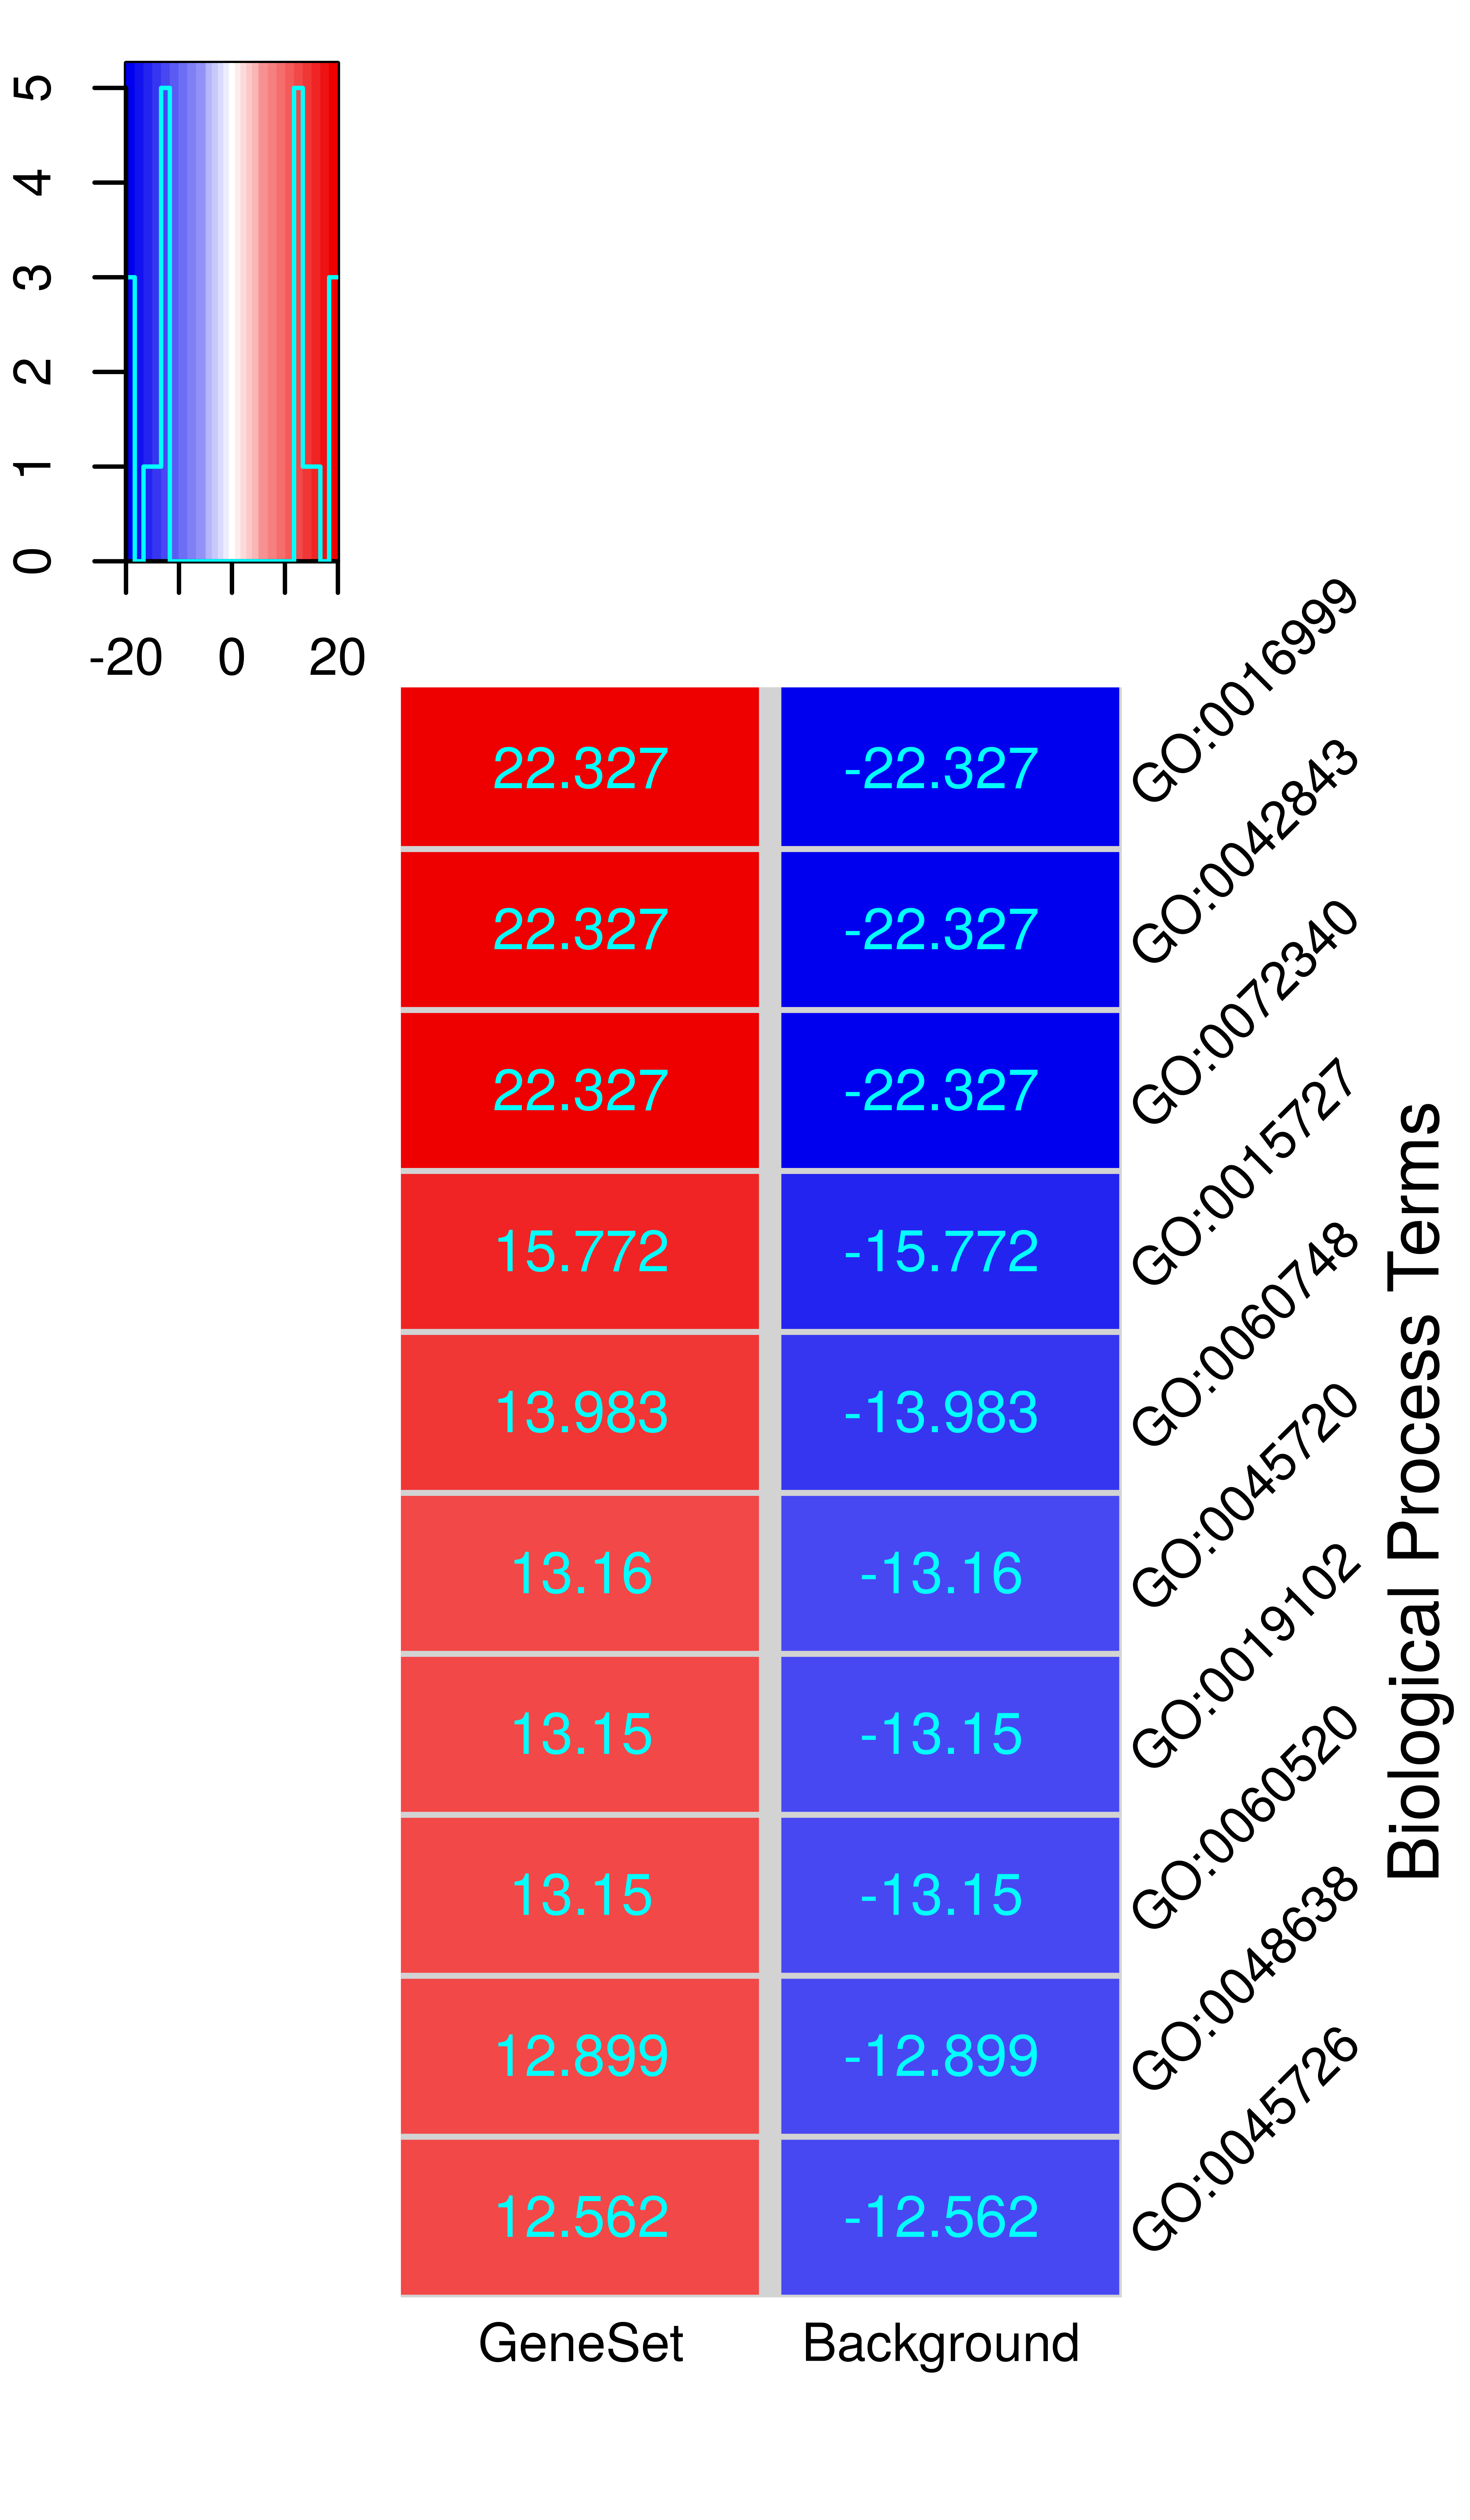 5
4
3
2
1
0
-20 0 20
22.327 -22.327 GO:0016999
22.327 -22.327 GO:0042843
22.327 -22.327 GO:0072340
15.772 -15.772 GO:0015727
13.983 -13.983 GO:0060748
13.16 -13.16 GO:0045720
13.15 -13.15 GO:0019102
13.15 -13.15 GO:0060520
12.899 -12.899 GO:0048638
12.562 -12.562 GO:0045726
Biological Process Terms
GeneSet Background